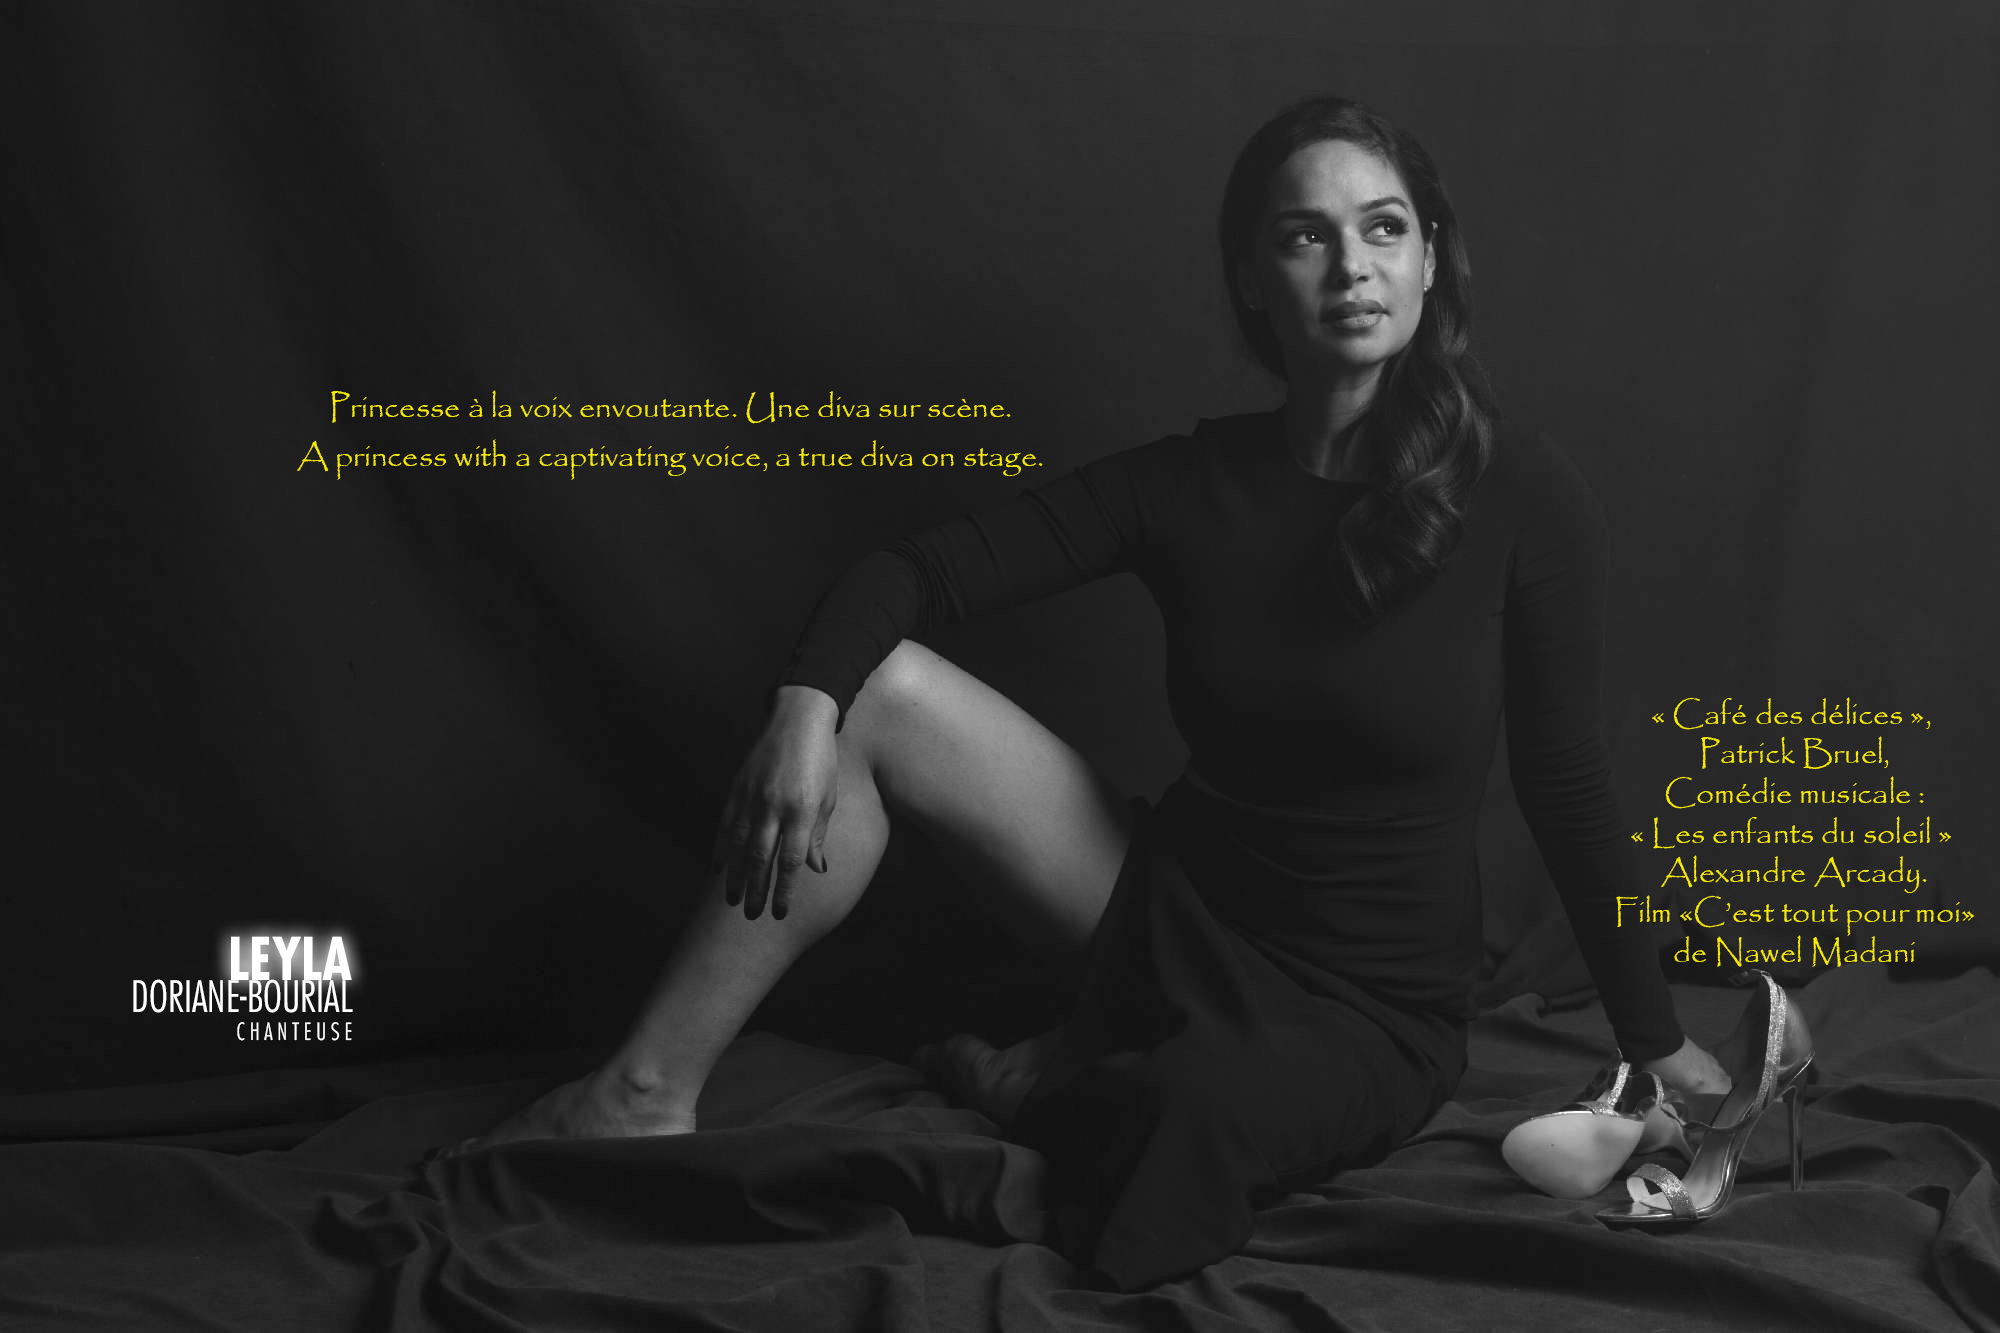 Princesse à la voix envoutante. Une diva sur scène.
A princess with a captivating voice, a true diva on stage.
« Café des délices »,
Patrick Bruel,
Comédie musicale :
« Les enfants du soleil »
Alexandre Arcady.
Film «C’est tout pour moi»
de Nawel Madani
LEYLA
DORIANE-BOURIAL
CHANTEUSE